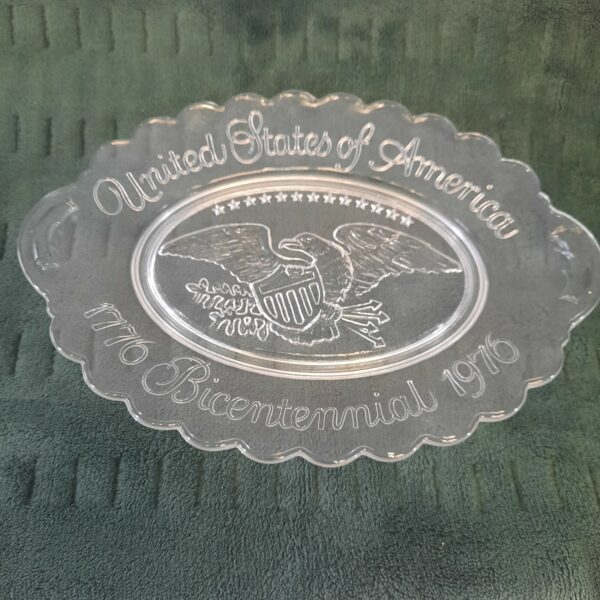 United States of America
1776 Bicentennial 1976